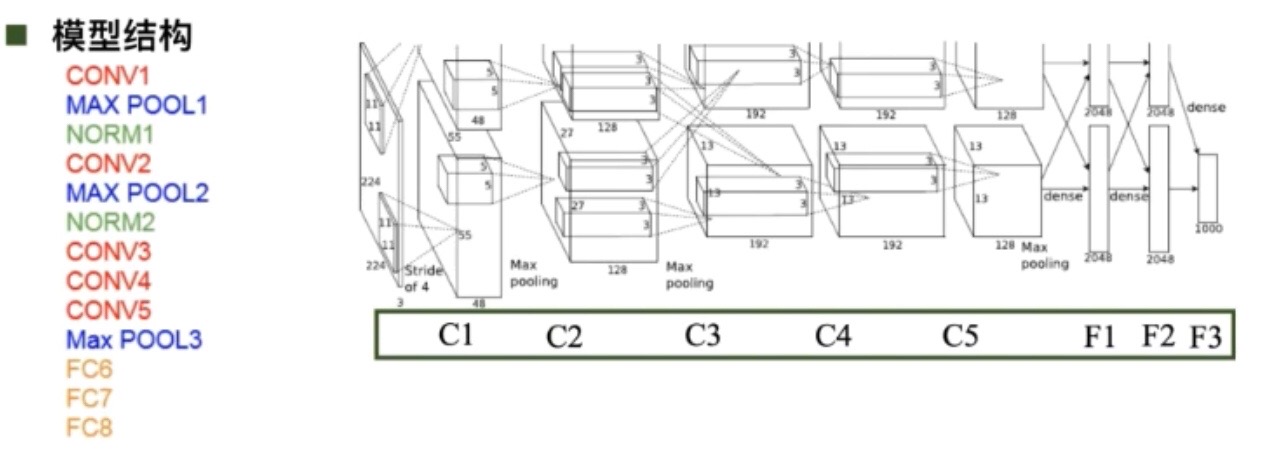 模型结构
CONV1
MAX POOL1
NORM1
CONV2
MAX POOL2
NORM2
CONV3
CONV4
CONV5
Max POOL3
FC6
FC7
FC8
11
11
224
11
11
224
3
Stride
of 4
5
5
48
55
5
5
55
48
Max
pooling
3
3
3
128
27
3
3
27
3
3
128
Max
pooling
3
3
192
13
13
3
3
192
3
3
192
13
3
3
13
192
128
13
13
128
Max
pooling
dense
2048
2048
dense
2048
2048
dense
1000
C1 C2 C3 C4 C5 F1 F2 F3